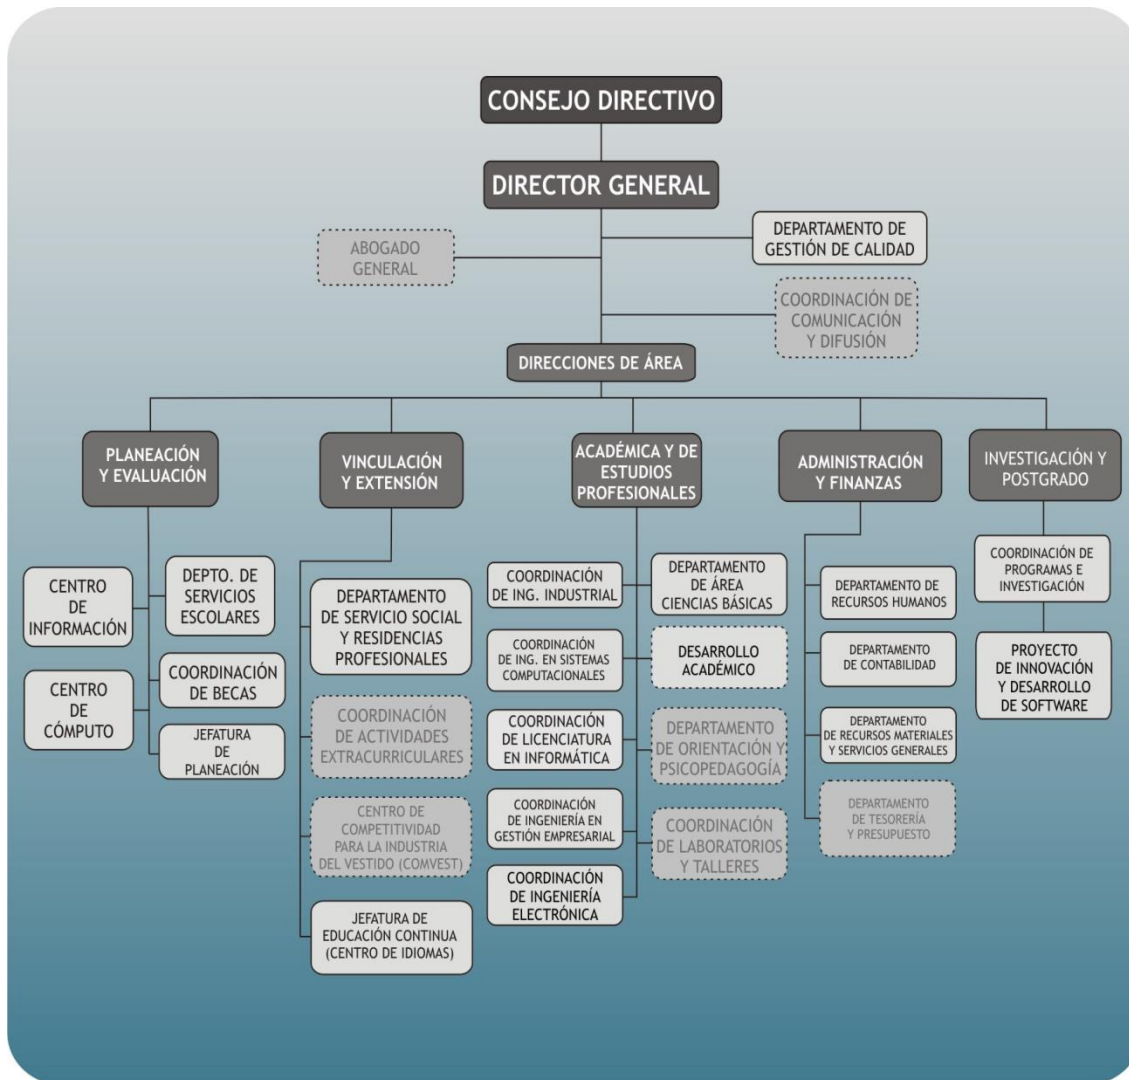 CONSEJO DIRECTIVO
DIRECTOR GENERAL
DEPARTAMENTO DE
GESTIÓN DE CALIDAD
ABOGADO
GENERAL
COORDINACIÓN DE
COMUNICACIÓN
Y DIFUSIÓN
DIRECCIONES DE ÁREA
PLANEACIÓN
Y EVALUACIÓN
CENTRO
DE
INFORMACIÓN
DEPTO. DE
SERVICIOS
ESCOLARES
CENTRO
DE
CÓMPUTO
COORDINACIÓN
DE BECAS
JEFATURA
DE
PLANEACIÓN
VINCULACIÓN
Y EXTENSIÓN
DEPARTAMENTO
DE SERVICIO SOCIAL
Y RESIDENCIAS
PROFESIONALES
COORDINACIÓN
DE ACTIVIDADES
EXTRACURRICULARES
CENTRO DE
COMPETITIVIDAD
PARA LA INDUSTRIA
DEL VESTIDO (COMVEST)
JEFATURA DE
EDUCACIÓN CONTINUA
(CENTRO DE IDIOMAS)
ACADÉMICA Y DE
ESTUDIOS
PROFESIONALES
COORDINACIÓN
DE ING. INDUSTRIAL
DEPARTAMENTO
DE ÁREA
CIENCIAS BÁSICAS
COORDINACIÓN
DE ING. EN SISTEMAS
COMPUTACIONALES
DESARROLLO
ACADÉMICO
COORDINACIÓN
DE LICENCIATURA
EN INFORMÁTICA
DEPARTAMENTO
DE ORIENTACIÓN Y
PSICOPEDAGOGÍA
COORDINACIÓN
DE INGENIERÍA EN
GESTIÓN EMPRESARIAL
COORDINACIÓN
DE LABORATORIOS
Y TALLERES
COORDINACIÓN
DE INGENIERÍA
ELECTRÓNICA
ADMINISTRACIÓN
Y FINANZAS
DEPARTAMENTO DE
RECURSOS HUMANOS
DEPARTAMENTO
DE CONTABILIDAD
DEPARTAMENTO
DE RECURSOS MATERIALES
Y SERVICIOS GENERALES
DEPARTAMENTO
DE TESORERÍA
Y PRESUPUESTO
INVESTIGACIÓN Y
POSTGRADO
COORDINACIÓN DE
PROGRAMAS E
INVESTIGACIÓN
PROYECTO
DE INNOVACIÓN
Y DESARROLLO
DE SOFTWARE